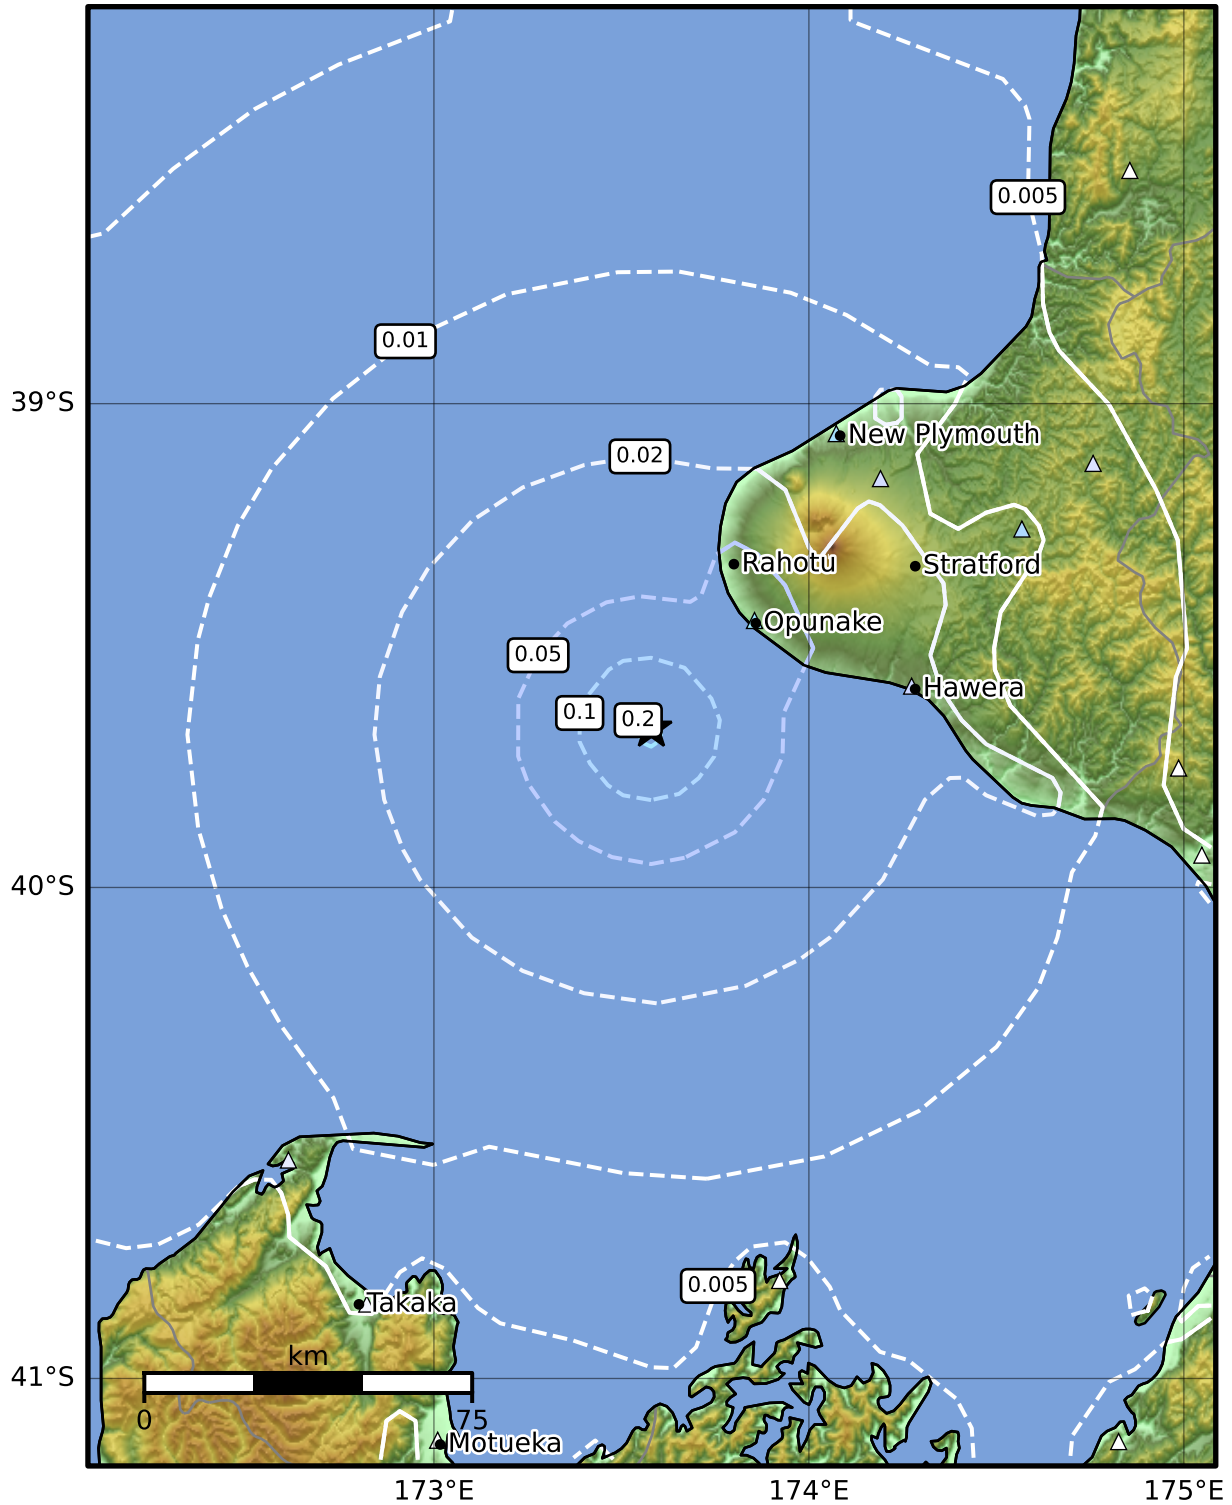 0.005
0.01
39°S
New Plymouth
0.02
Rahotu
Stratford
Opunake
0.05
Hawera
0.1
0.2
40°S
0.005
Takaka
km
41°S
0
75
Motueka
173°E
174°E
175°E